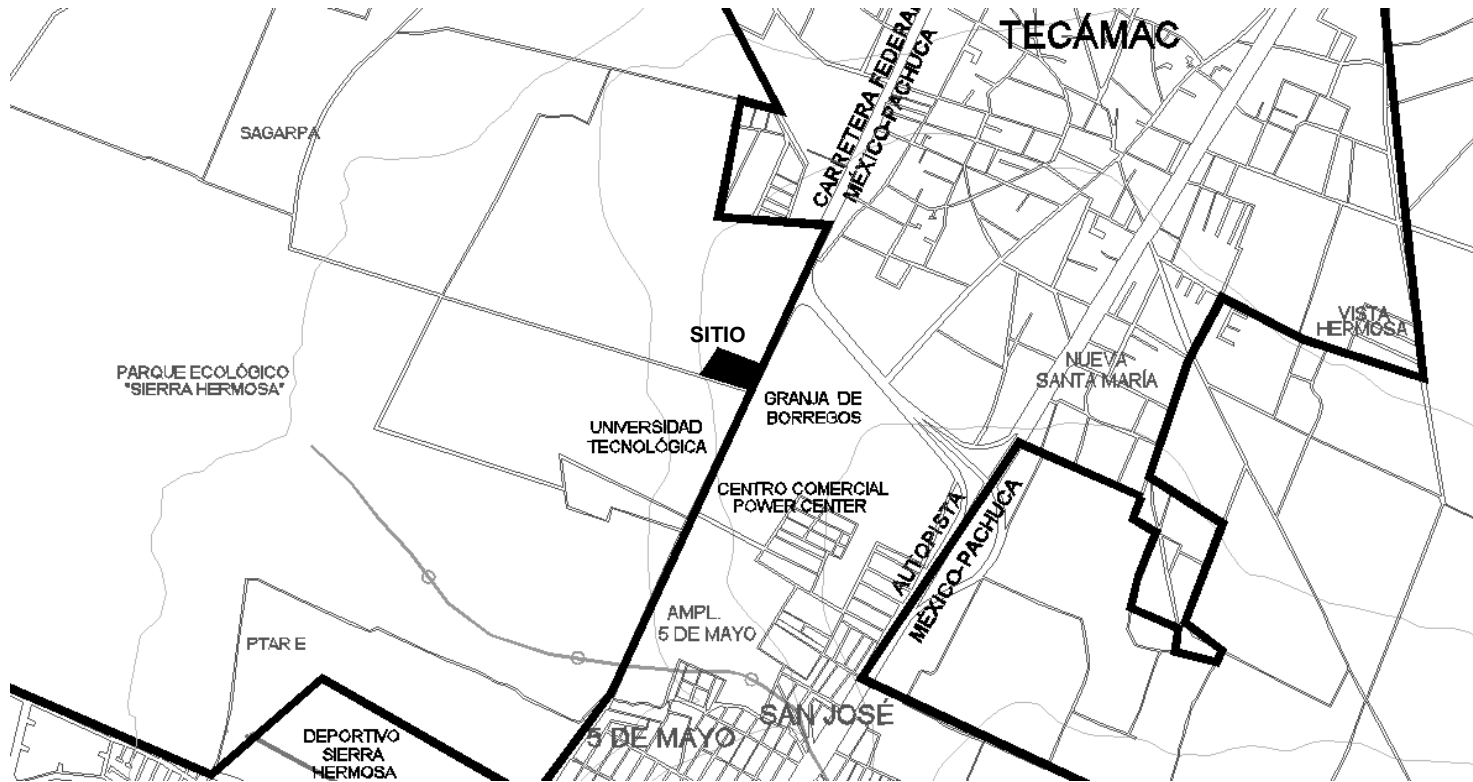 TECÁMAC
CARRETERA FEDERAL
MÉXICO-PACHUCA
SAGARPA
VISTA
HERMOSA
SITIO
NUEVA
SANTA MARÍA
PARQUE ECOLÓGICO
"SIERRA HERMOSA"
GRANJA DE
BORREGOS
UNIVERSIDAD
TECNOLÓGICA
CENTRO COMERCIAL
POWER CENTER
AUTOPISTA
MÉXICO-PACHUCA
AMPL.
5 DE MAYO
PTAR E
SAN JOSÉ
5 DE MAYO
DEPORTIVO
SIERRA
HERMOSA